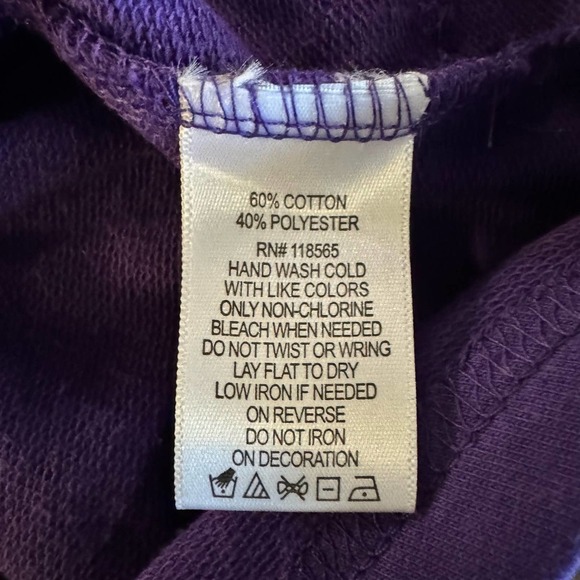 60% COTTON
40% POLYESTER
RN# 118565
HAND WASH COLD
WITH LIKE COLORS
ONLY NON-CHLORINE
BLEACH WHEN NEEDED
DO NOT TWIST OR WRING
LAY FLAT TO DRY
LOW IRON IF NEEDED
ON REVERSE
DO NOT IRON
ON DECORATION